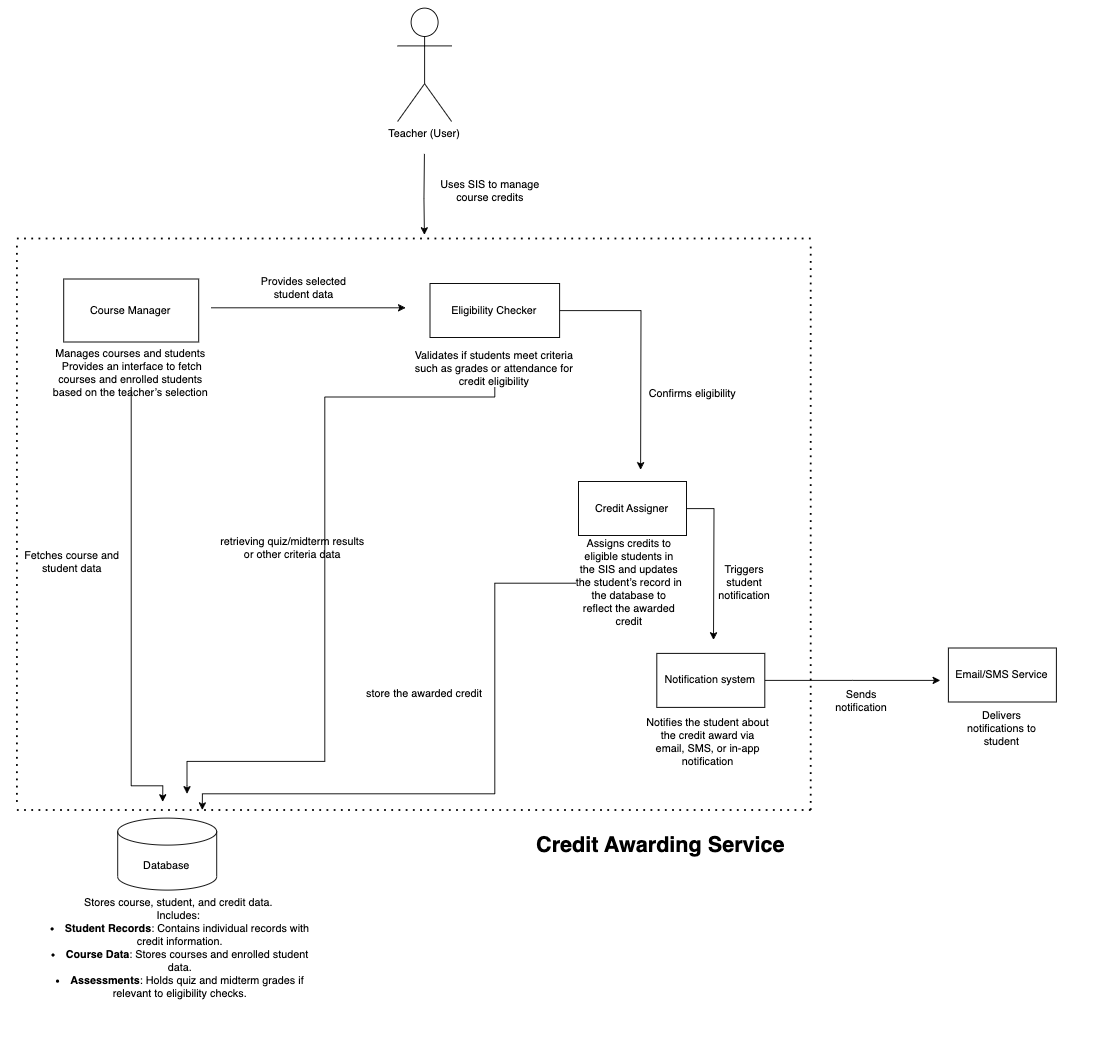 Teacher (User)
Uses SIS to manage
course credits
Provides selected
student data
Course Manager
Eligibility Checker
Manages courses and students
Provides an interface to fetch
courses and enrolled students
based on the teacher's selection
Validates if students meet criteria
such as grades or attendance for
credit eligibility
Confirms eligibility
Credit Assigner
Assigns credits to
eligible students in
the SIS and updates
the student's record in
the database to
reflect the awarded
credit
Fetches course and
student data
retrieving quiz/midterm results
or other criteria data
Triggers
student
notification
store the awarded credit
Notification system
Notifies the student about
the credit award via
email, SMS, or in-app
notification
Sends
notification
Email/SMS Service
Delivers
notifications to
student
Credit Awarding Service
Database
Stores course, student, and credit data.
Includes:
• Student Records: Contains individual records with
credit information.
• Course Data: Stores courses and enrolled student
data.
• Assessments: Holds quiz and midterm grades if
relevant to eligibility checks.